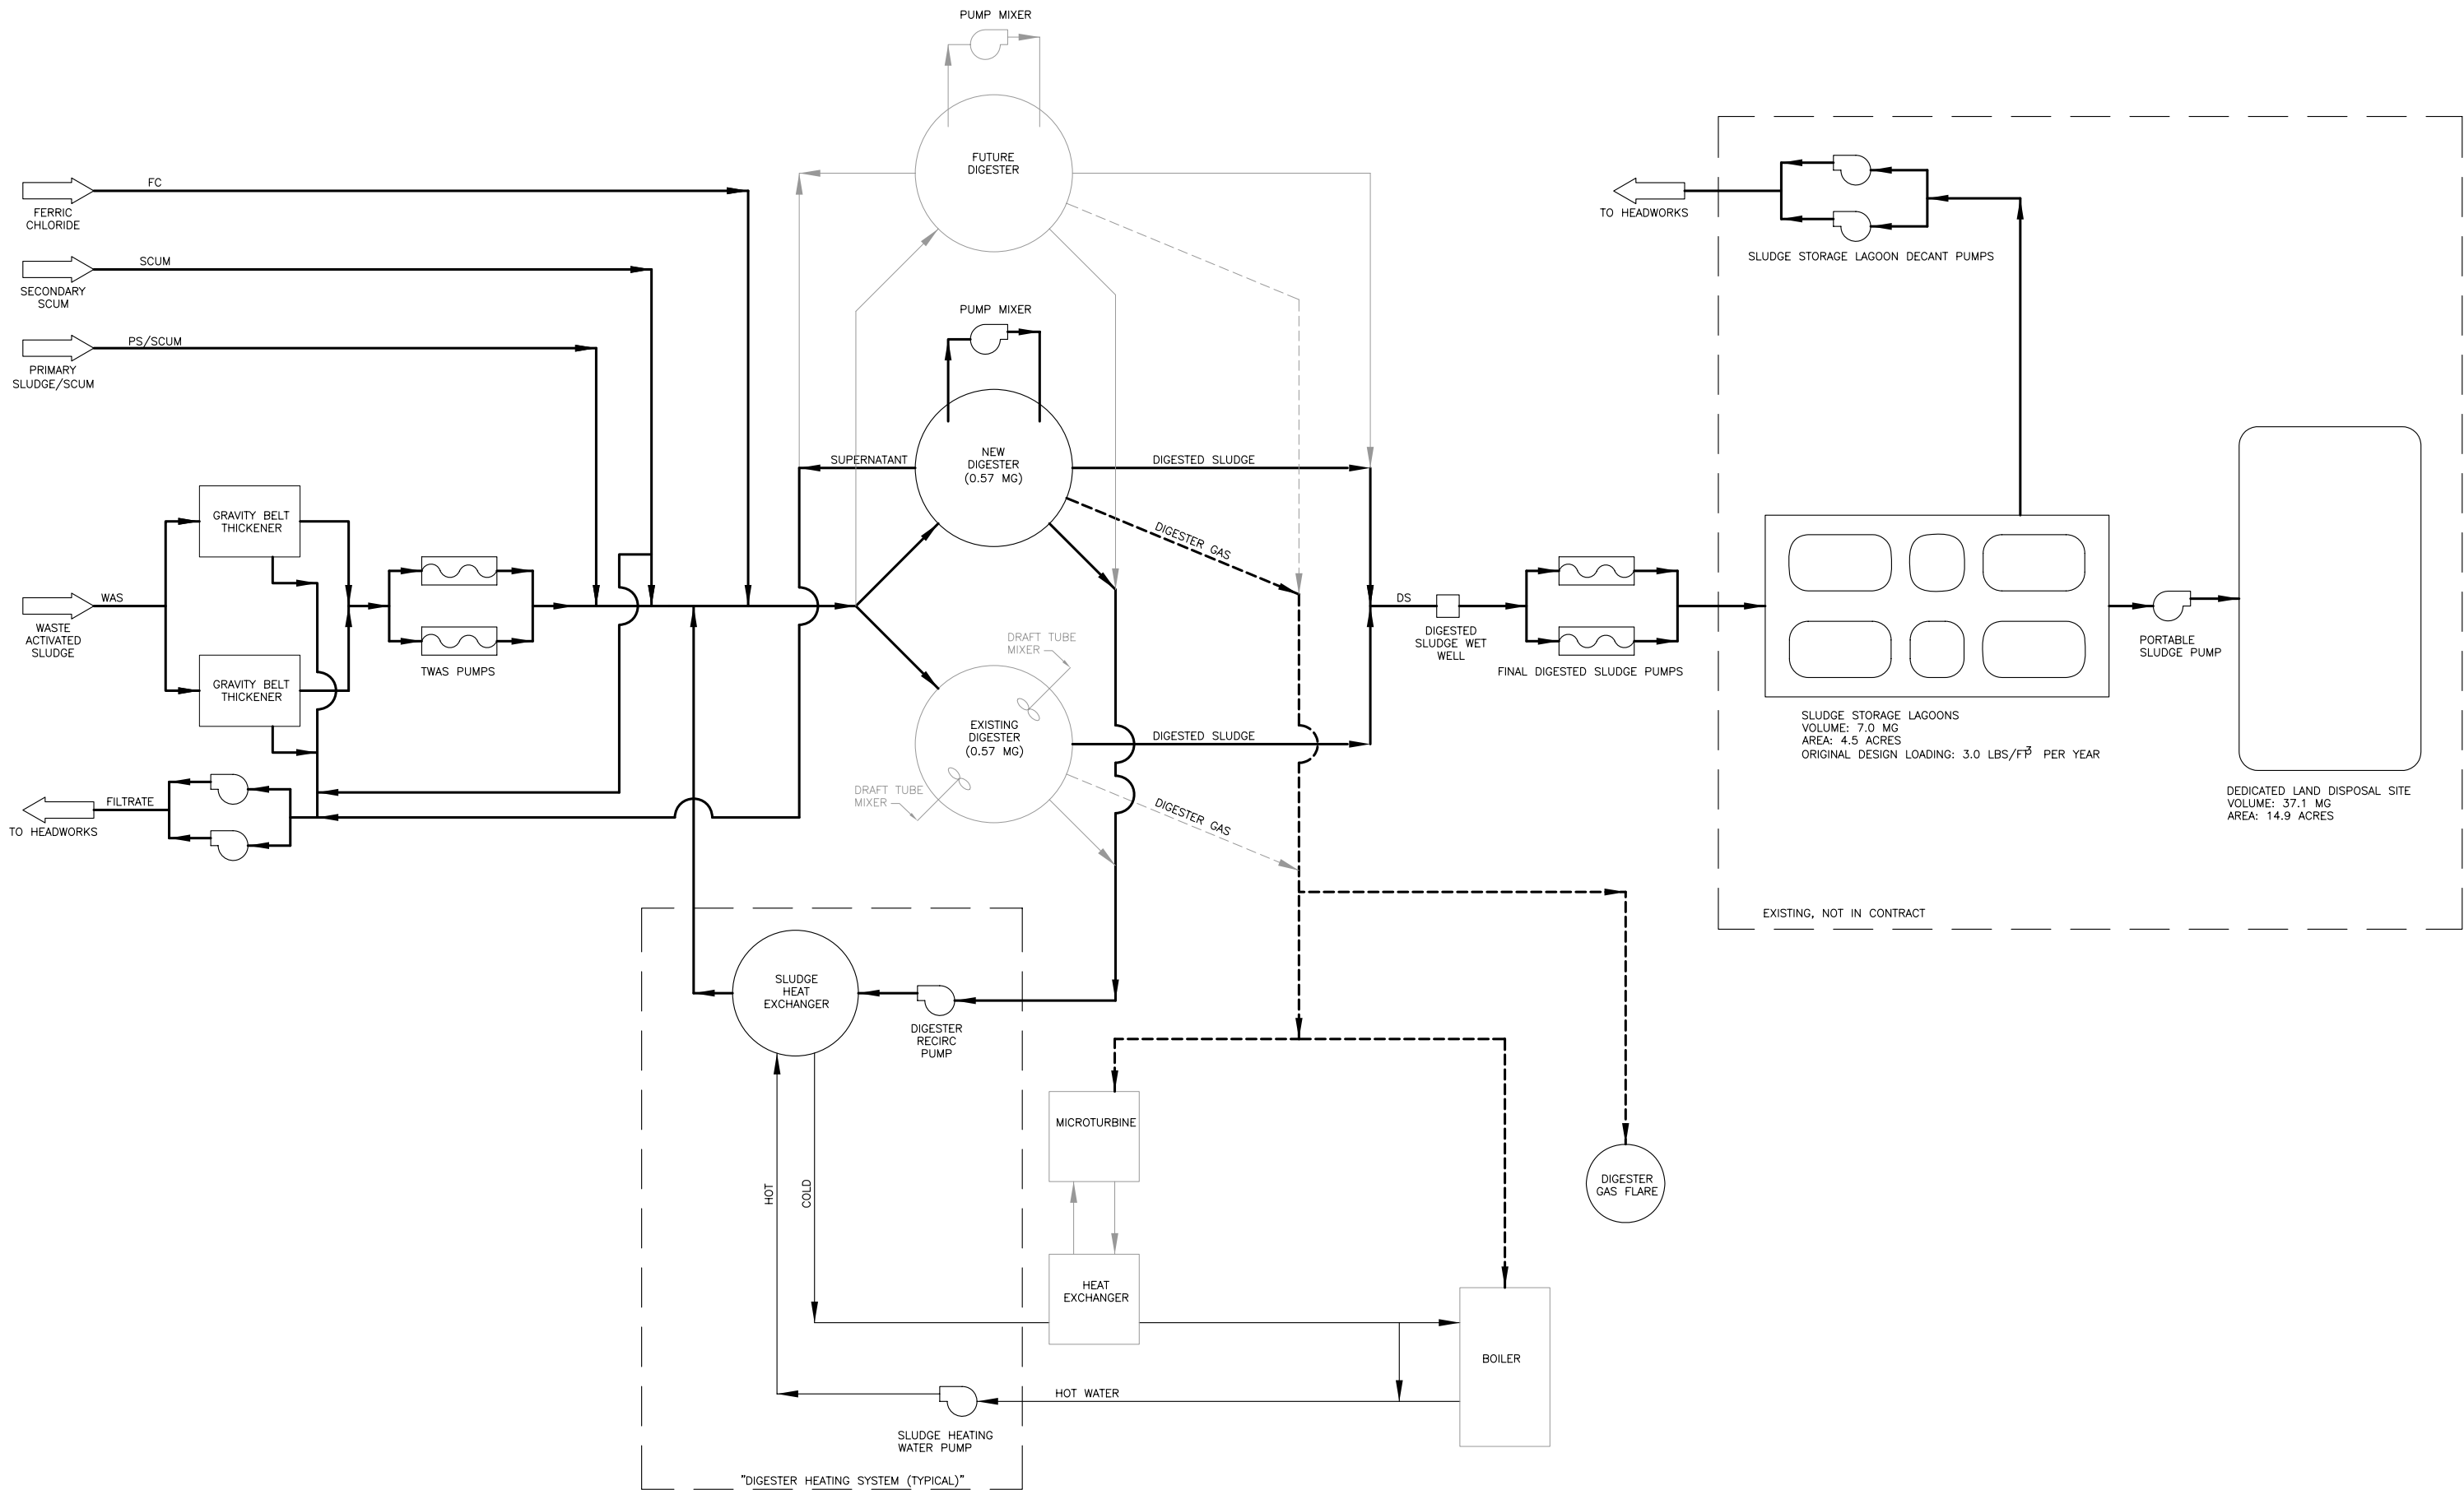 PUMP MIXER
FUTURE
DIGESTER
FC
FERRIC
CHLORIDE
SCUM
SECONDARY
SCUM
PS/SCUM
PRIMARY
SLUDGE/SCUM
TO HEADWORKS
SLUDGE STORAGE LAGOON DECANT PUMPS
PUMP MIXER
NEW
DIGESTER
(0.57 MG)
SUPERNATANT
DIGESTED SLUDGE
DIGESTER GAS
GRAVITY BELT
THICKENER
WAS
WASTE
ACTIVATED
SLUDGE
GRAVITY BELT
THICKENER
TWAS PUMPS
DRAFT TUBE
MIXER
EXISTING
DIGESTER
(0.57 MG)
DIGESTED SLUDGE
DRAFT TUBE
MIXER
DIGESTER GAS
DS
DIGESTED
SLUDGE WET
WELL
FINAL DIGESTED SLUDGE PUMPS
PORTABLE
SLUDGE PUMP
SLUDGE STORAGE LAGOONS
VOLUME: 7.0 MG
AREA: 4.5 ACRES
ORIGINAL DESIGN LOADING: 3.0 LBS/FT3 PER YEAR
DEDICATED LAND DISPOSAL SITE
VOLUME: 37.1 MG
AREA: 14.9 ACRES
FILTRATE
TO HEADWORKS
EXISTING, NOT IN CONTRACT
SLUDGE
HEAT
EXCHANGER
DIGESTER
RECIRC
PUMP
MICROTURBINE
HOT
COLD
DIGESTER
GAS FLARE
HEAT
EXCHANGER
BOILER
HOT WATER
SLUDGE HEATING
WATER PUMP
"DIGESTER HEATING SYSTEM (TYPICAL)"